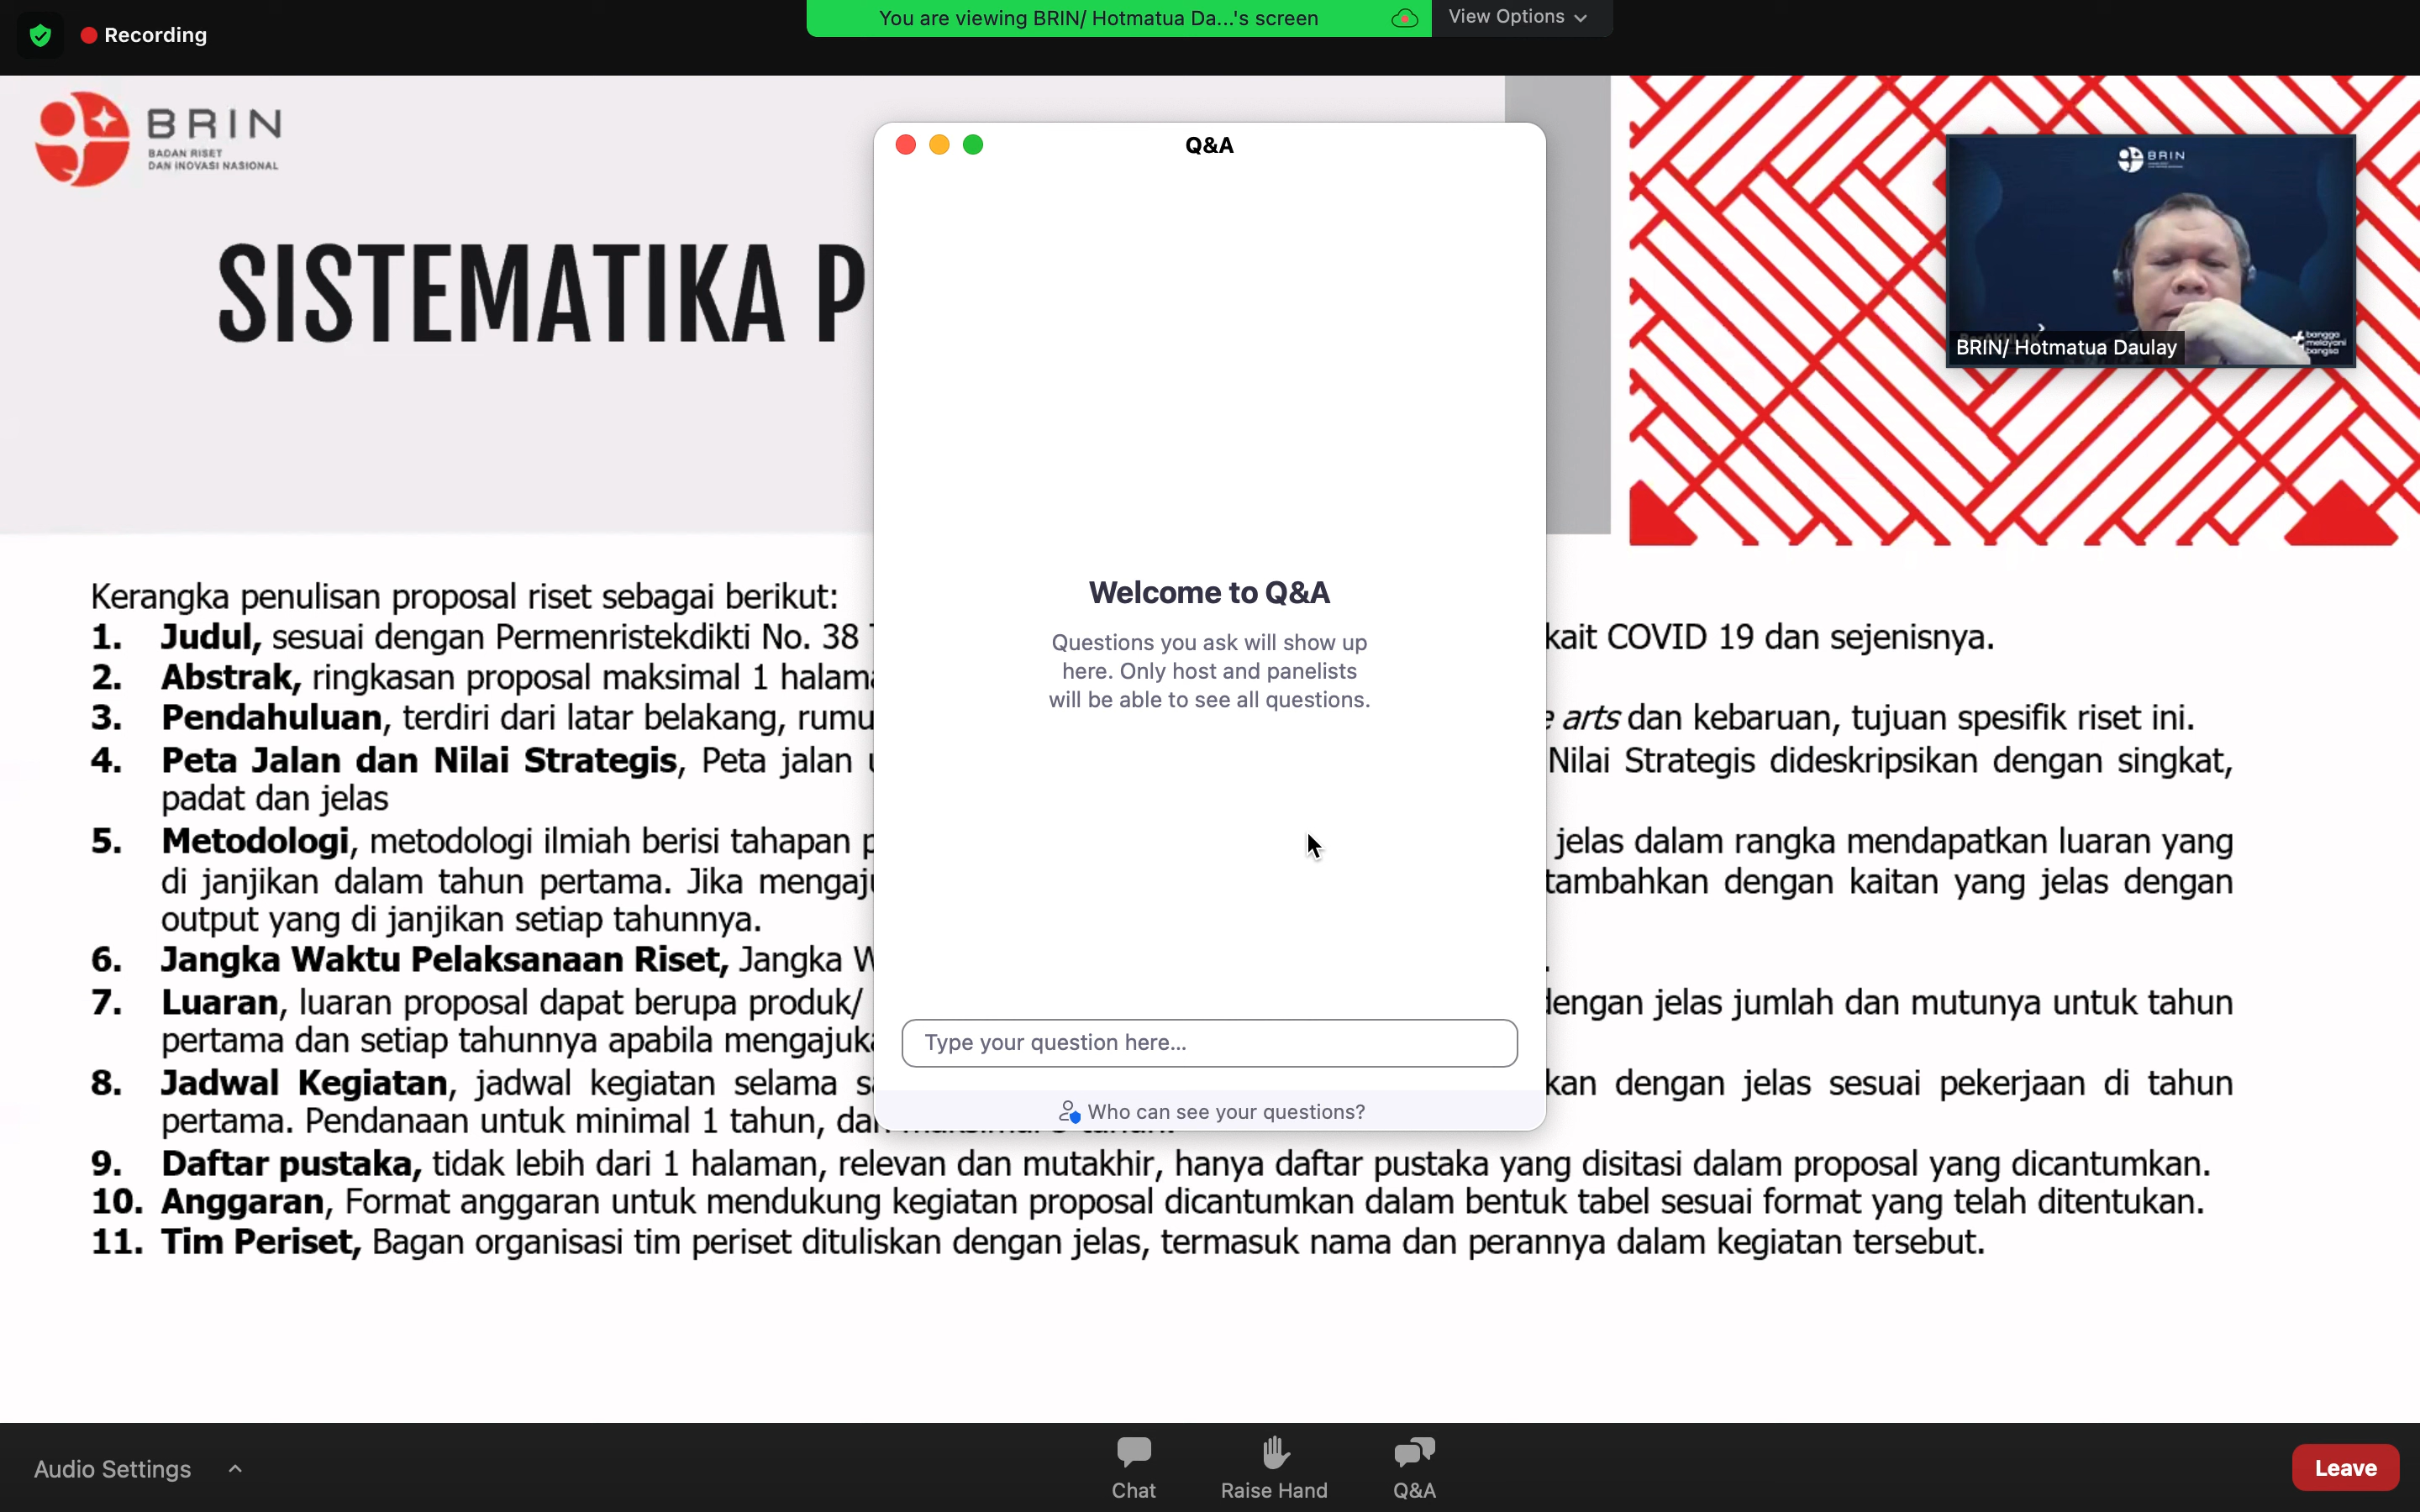 You are viewing BRIN/ Hotmatua Da...'s screen
View Options
Recording
BRIN
BADAN RISET
DAN INOVASI NASIONAL
SISTEMATIKA P
BRIN
bangga
melayani
bangsa
BRIN/ Hotmatua Daulay
Q&A
Welcome to Q&A
Questions you ask will show up
here. Only host and panelists
will be able to see all questions.
Type your question here...
Who can see your questions?
Kerangka penulisan proposal riset sebagai berikut:
1. Judul, sesuai dengan Permenristekdikti No. 38 kait COVID 19 dan sejenisnya.
2. Abstrak, ringkasan proposal maksimal 1
3. Pendahuluan, terdiri dari latar belakang, arts dan kebaruan, tujuan spesifik riset ini.
4. Peta Jalan dan Nilai Strategis, Peta jalan Nilai Strategis dideskripsikan dengan singkat,
padat dan jelas
5. Metodologi, metodologi ilmiah berisi tahapan jelas dalam rangka mendapatkan luaran yang
di janjikan dalam tahun pertama. Jika tambahkan dengan kaitan yang jelas dengan
output yang di janjikan setiap tahunnya.
6. Jangka Waktu Pelaksanaan Riset, Jangka
7. Luaran, luaran proposal dapat berupa produk/ dengan jelas jumlah dan mutunya untuk tahun
pertama dan setiap tahunnya apabila
8. Jadwal Kegiatan, jadwal kegiatan selama kan dengan jelas sesuai pekerjaan di tahun
pertama. Pendanaan untuk minimal 1 tahun,
9. Daftar pustaka, tidak lebih dari 1 halaman, relevan dan mutakhir, hanya daftar pustaka yang disitasi dalam proposal yang dicantumkan.
10. Anggaran, Format anggaran untuk mendukung kegiatan proposal dicantumkan dalam bentuk tabel sesuai format yang telah ditentukan.
11. Tim Periset, Bagan organisasi tim periset dituliskan dengan jelas, termasuk nama dan perannya dalam kegiatan tersebut.
Audio Settings
Chat
Raise Hand
Q&A
Leave